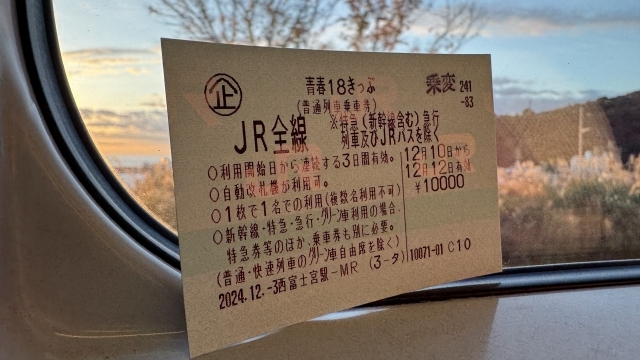 企 青春18きっぷ 乗変 241
(普通列車乗車券) -83
JR全線 ※特急(新幹線含む)急行
列車及びJRバスを除く
○利用開始日から連続する3日間有効。 12月10日から
○自動改札機が利用可。 12月12日有効
○1枚で1名での利用(複数名利用不可) ¥10000
○新幹線・特急・急行・グリーン車利用の場合、
特急券等のほか、乗車券も別に必要。
(普通・快速列車のグリーン車自由席を除く)
2024.12.-3西富士宮駅-MR (3-タ) 10071-01 C10